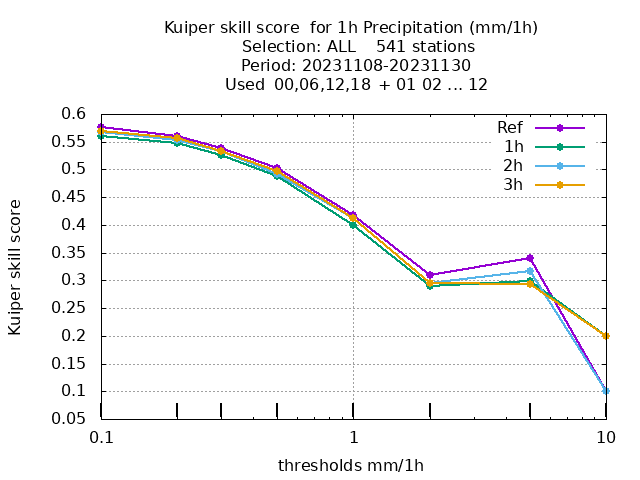 Kuiper skill score  for 1h Precipitation (mm/1h)
Selection: ALL    541 stations
Period: 20231108-20231130
Used  00,06,12,18  + 01 02 ... 12
Kuiper skill score
0.6
0.55
0.5
0.45
0.4
0.35
0.3
0.25
0.2
0.15
0.1
0.05
Ref
1h
2h
3h
0.1 1 10
thresholds mm/1h